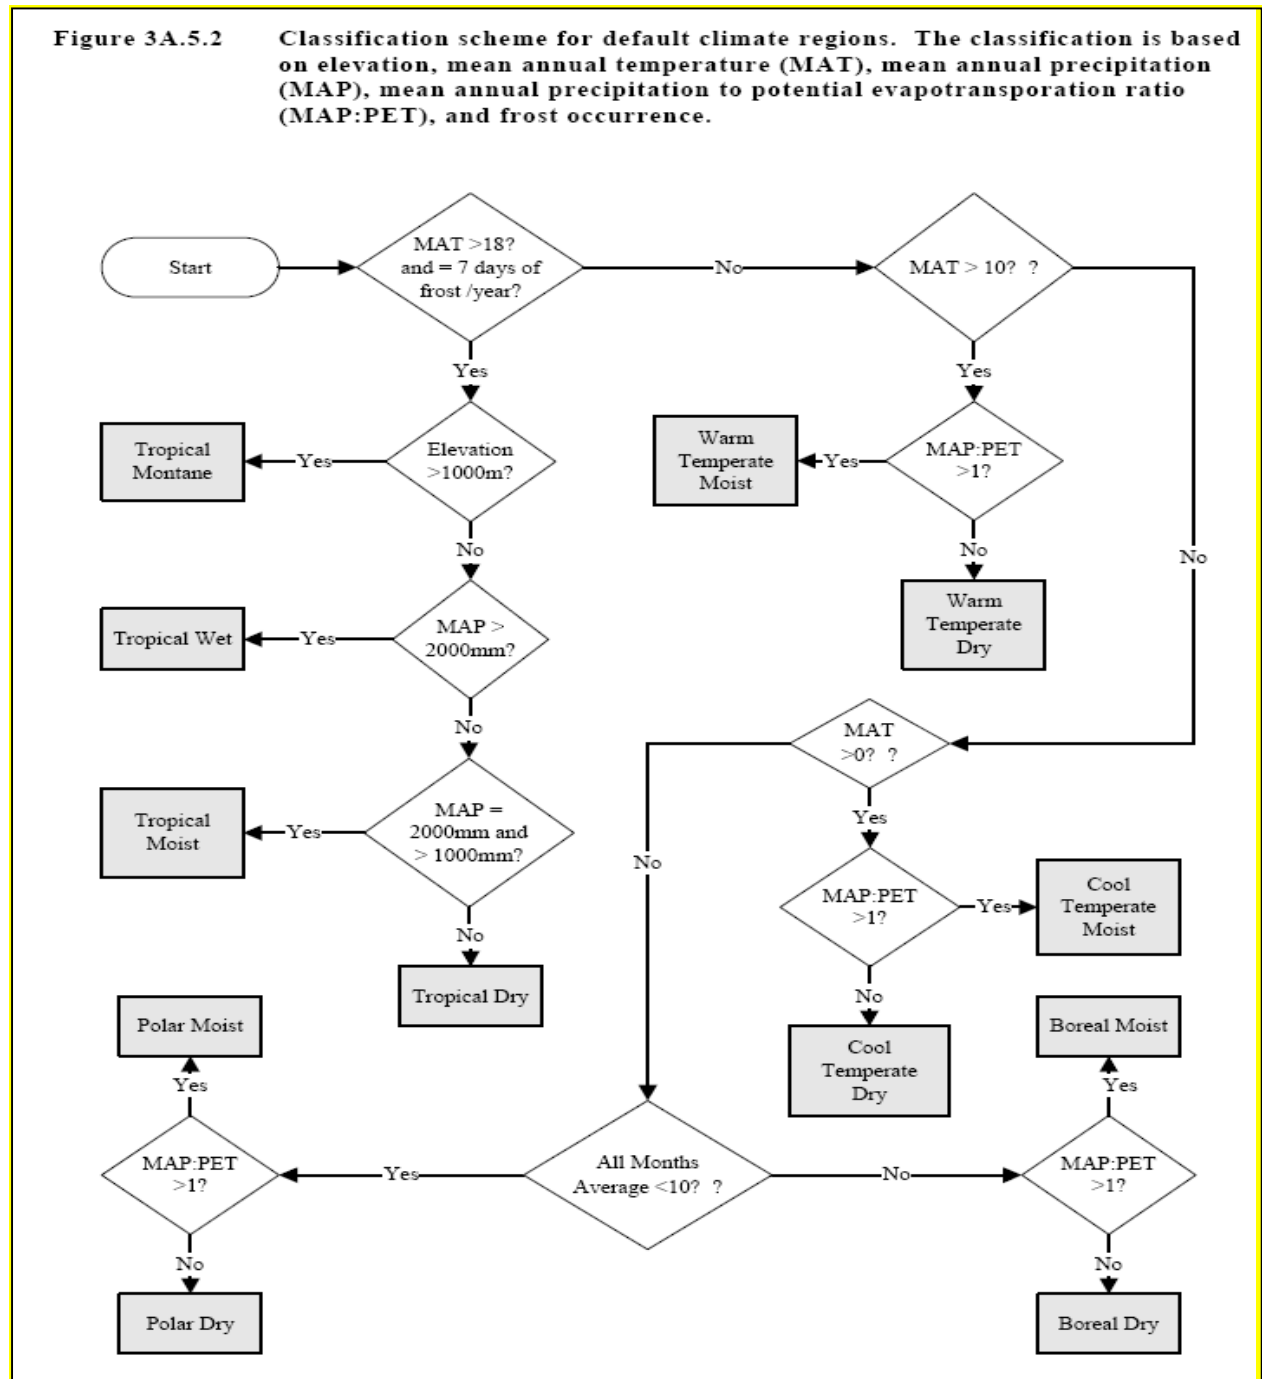 Figure 3A.5.2 Classification scheme for default climate regions. The classification is based
on elevation, mean annual temperature (MAT), mean annual precipitation
(MAP), mean annual precipitation to potential evapotransporation ratio
(MAP:PET), and frost occurrence.
Start
MAT >18?
and = 7 days of
frost /year?
No
MAT > 10? ?
Yes
Yes
Tropical
Montane
Yes
Elevation
>1000m?
Warm
Temperate
Moist
Yes
MAP:PET
>1?
No
No
No
Warm
Temperate
Dry
Tropical Wet
Yes
MAP >
2000mm?
No
MAT
>0? ?
Yes
No
Tropical
Moist
Yes
MAP =
2000mm and
> 1000mm?
MAP:PET
>1?
Yes
Cool
Temperate
Moist
No
No
Tropical Dry
Cool
Temperate
Dry
Polar Moist
Boreal Moist
Yes
Yes
MAP:PET
>1?
Yes
All Months
Average <10? ?
No
MAP:PET
>1?
No
No
Polar Dry
Boreal Dry